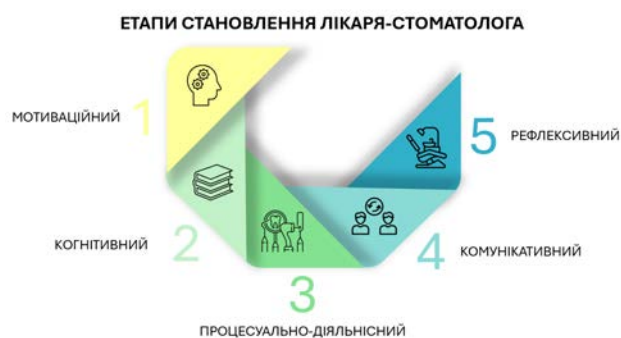 ЕТАПИ СТАНОВЛЕННЯ ЛІКАРЯ-СТОМАТОЛОГА
МОТИВАЦІЙНИЙ 1
КОГНІТИВНИЙ 2
3
ПРОЦЕСУАЛЬНО-ДІЯЛЬНІСНИЙ
4 КОМУНІКАТИВНИЙ
5 РЕФЛЕКСИВНИЙ